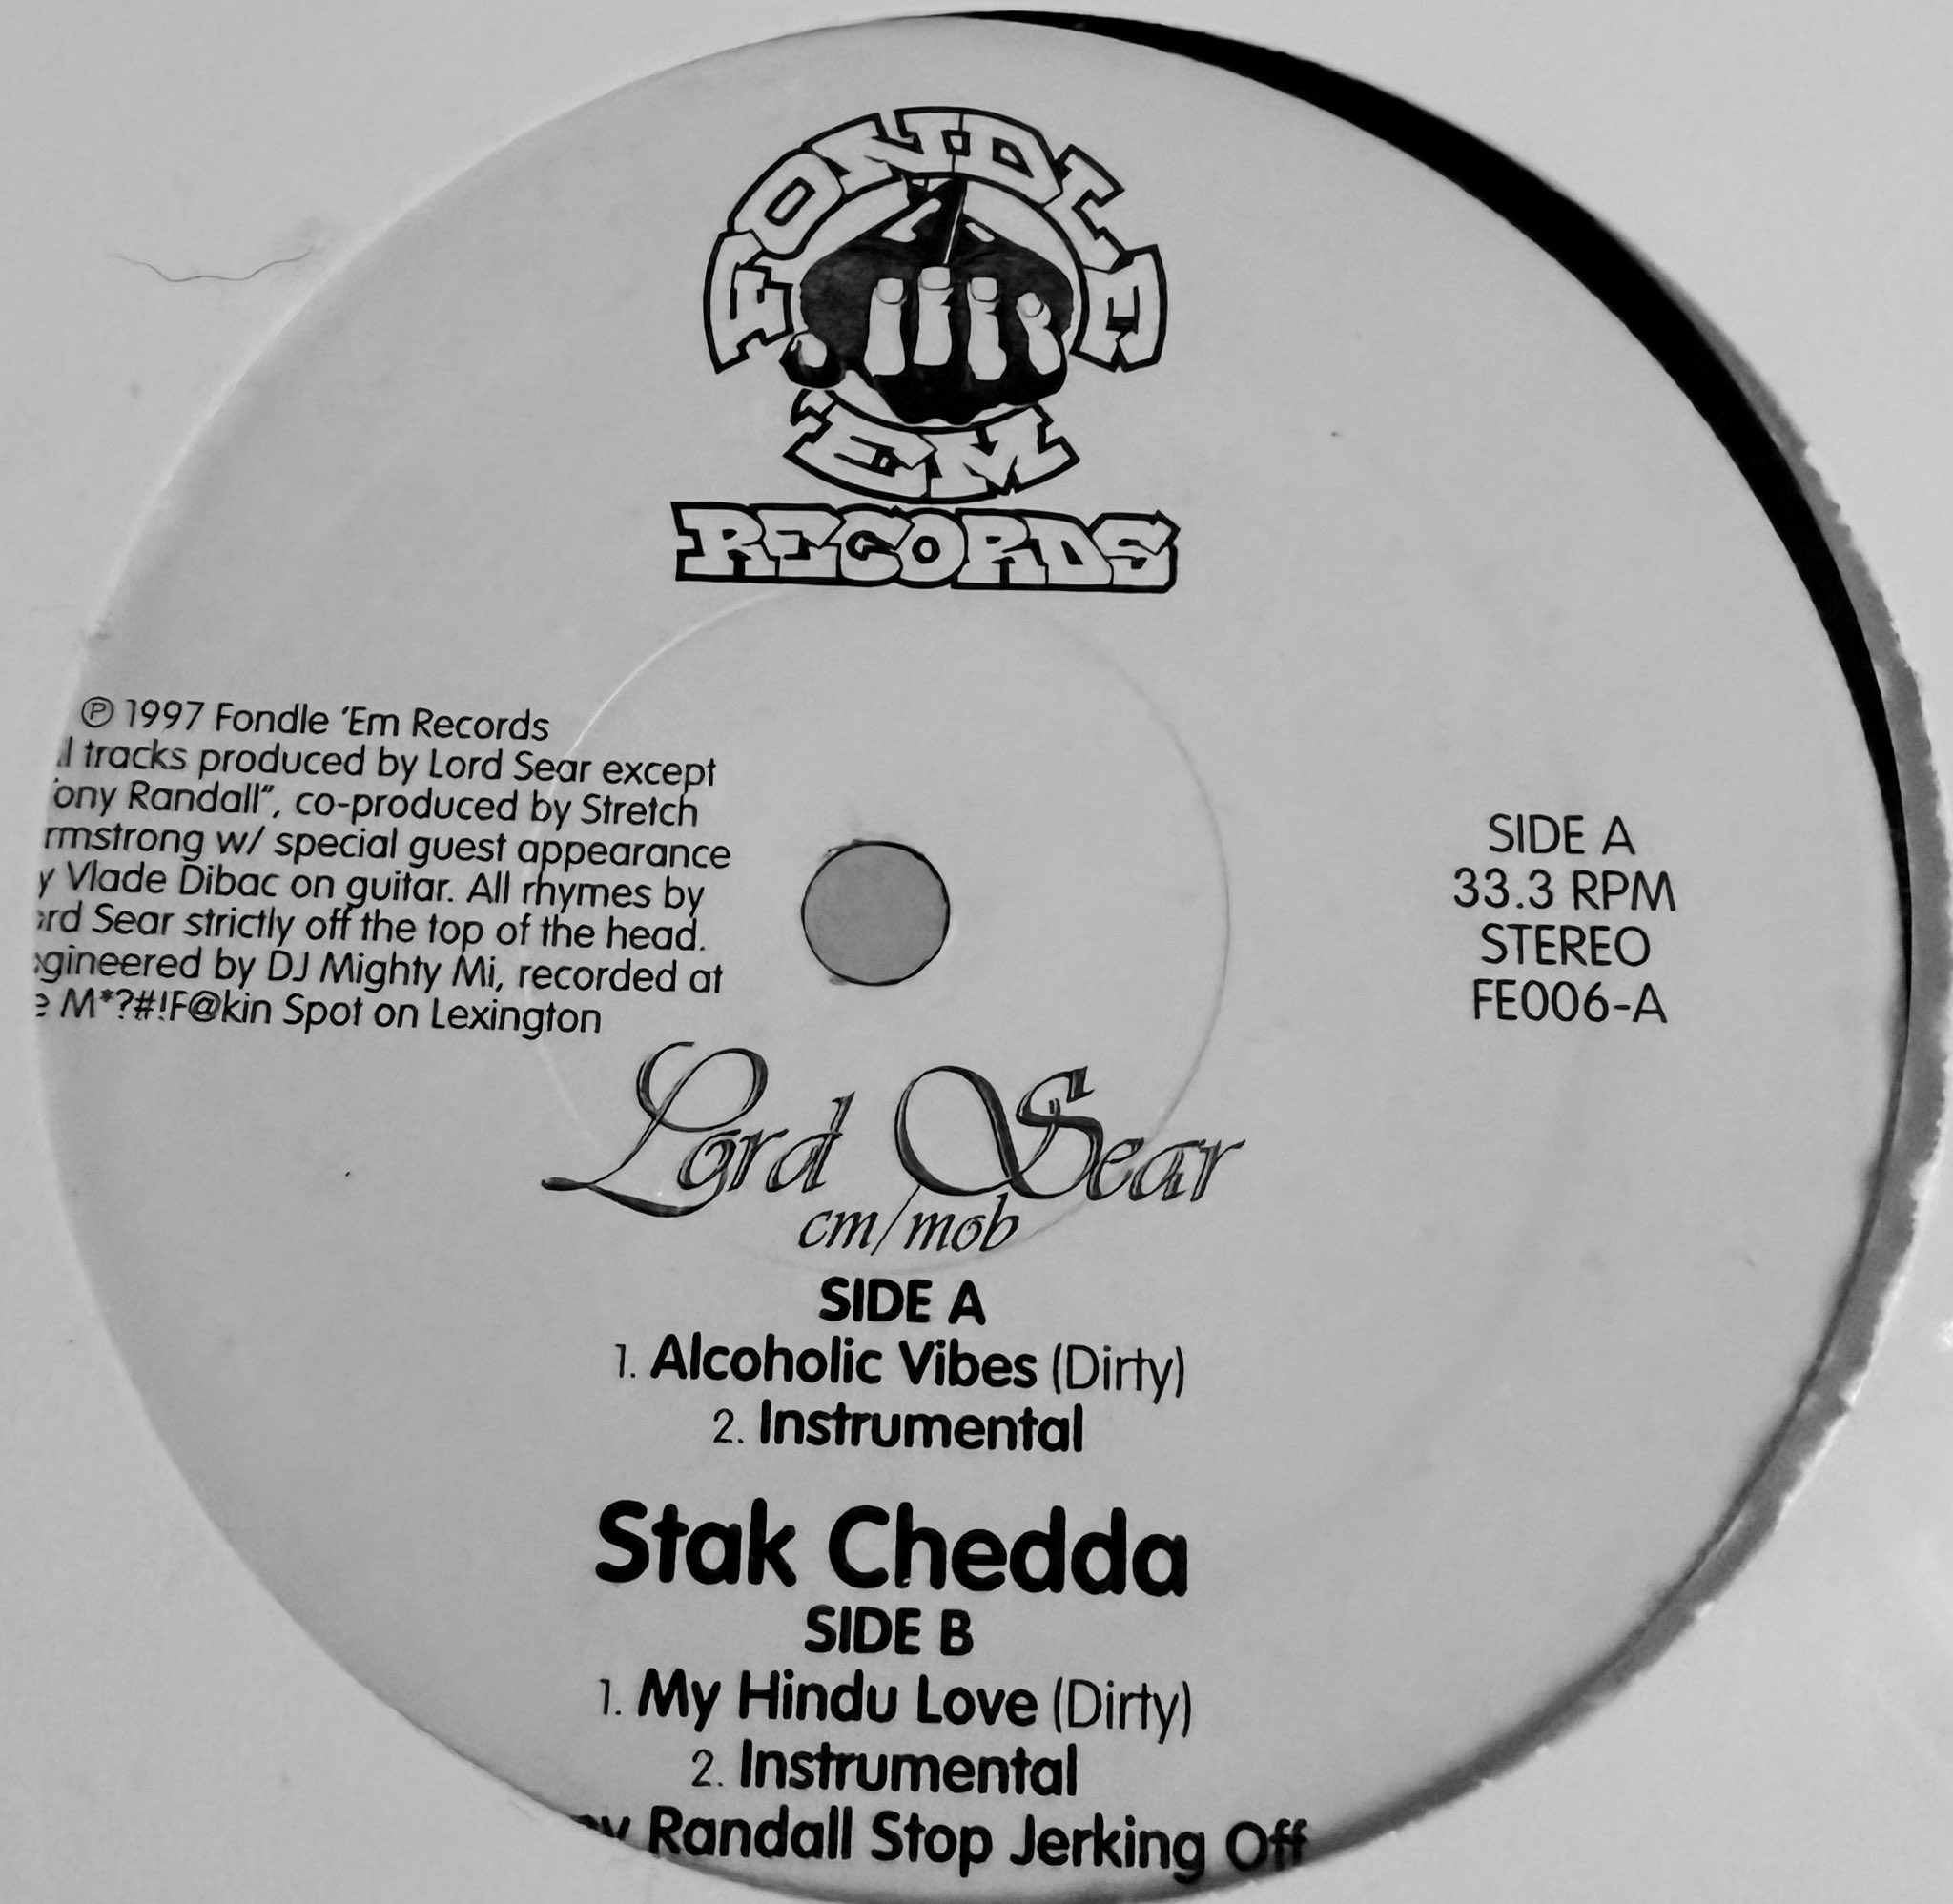 FONDLE
'EM
RECORDS
℗ 1997 Fondle 'Em Records
tracks produced by Lord Sear except
Randall", co-produced by Stretch
w/ special guest appearance
Vlade Dibac on guitar. All rhymes by
Sear strictly off the top of the head.
by DJ Mighty Mi, recorded at
M*?#!F@kin Spot on Lexington
SIDE A
33.3 RPM
STEREO
FE006-A
Lord Sear
cm/mob
SIDE A
1. Alcoholic Vibes (Dirty)
2. Instrumental
Stak Chedda
SIDE B
1. My Hindu Love (Dirty)
2. Instrumental
Randall Stop Jerking Off